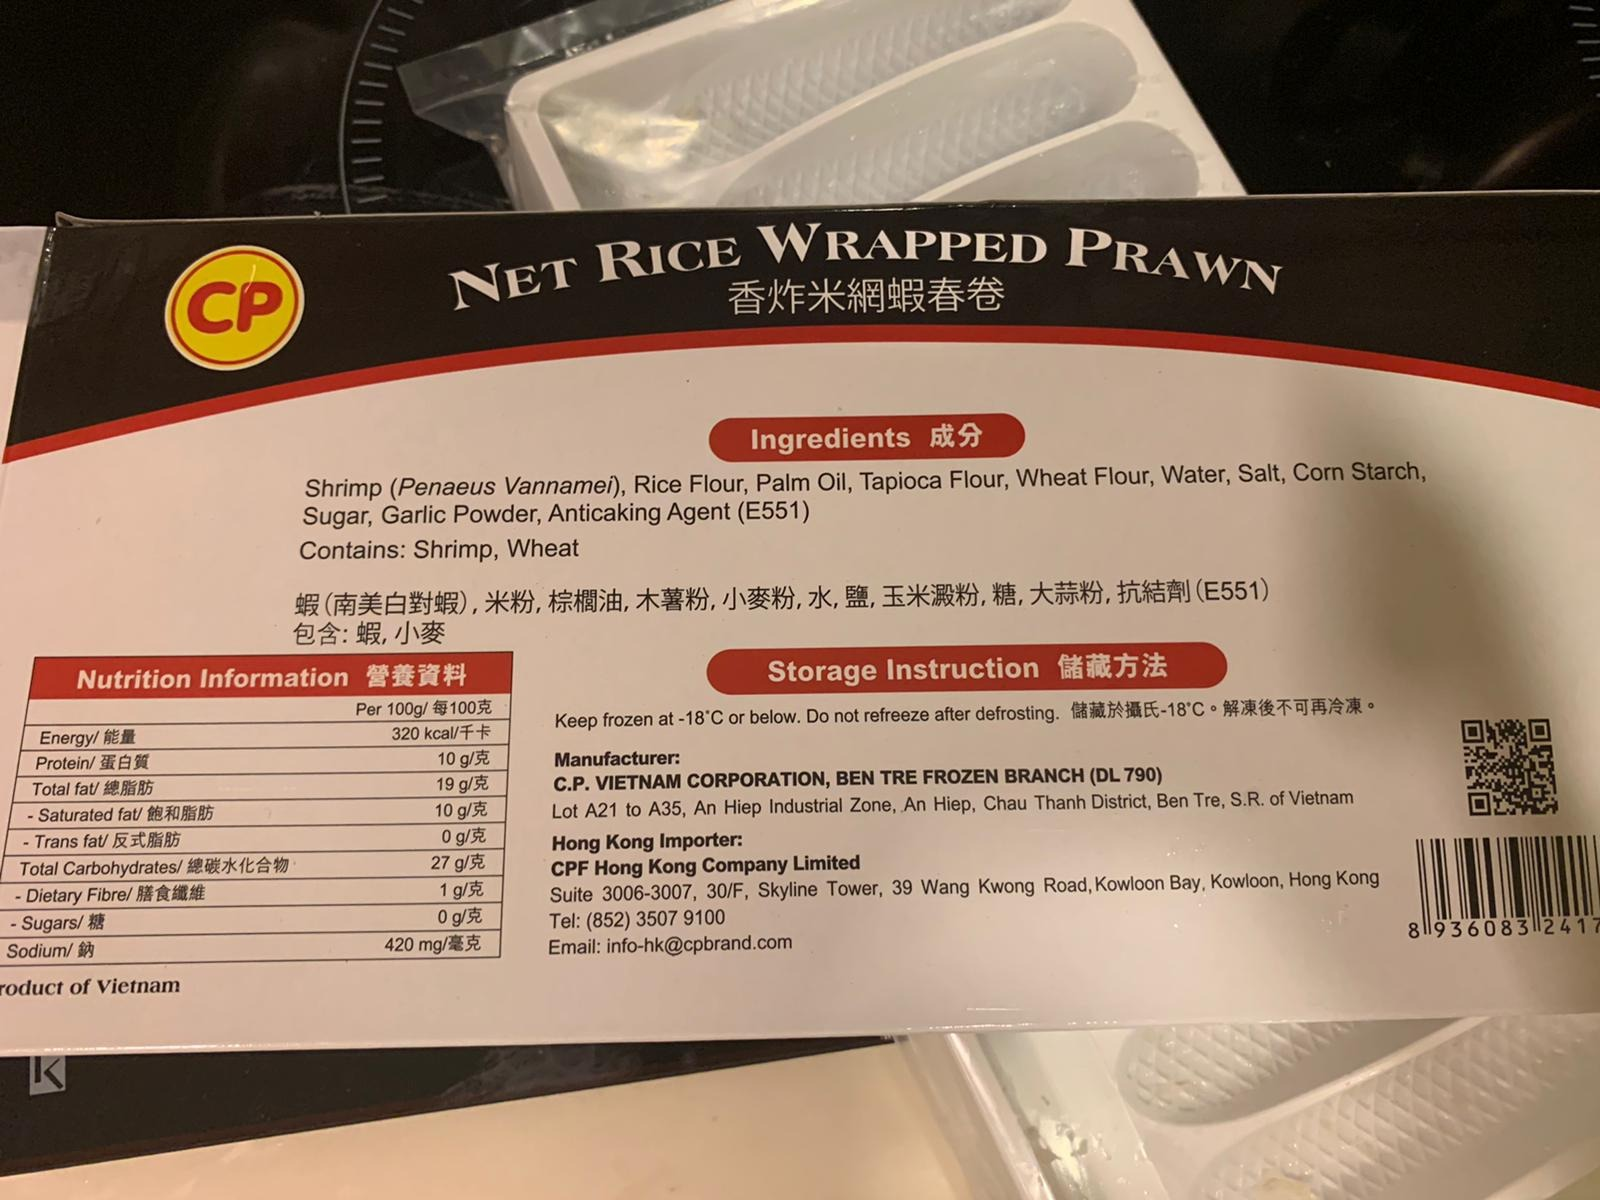 CP
NET RICE WRAPPED PRAWN
香炸米網蝦春卷
Ingredients 成分
Shrimp (Penaeus Vannamei), Rice Flour, Palm Oil, Tapioca Flour, Wheat Flour, Water, Salt, Corn Starch,
Sugar, Garlic Powder, Anticaking Agent (E551)
Contains: Shrimp, Wheat
蝦(南美白對蝦), 米粉, 棕櫚油, 木薯粉, 小麥粉, 水, 鹽, 玉米澱粉, 糖, 大蒜粉, 抗結劑(E551)
包含: 蝦, 小麥
Nutrition Information 營養資料
Per 100g/ 每100克
Energy/ 能量 320 kcal/千卡
Protein/ 蛋白質 10 g/克
Total fat/ 總脂肪 19 g/克
- Saturated fat/ 飽和脂肪 10 g/克
- Trans fat/ 反式脂肪 0 g/克
Total Carbohydrates/ 總碳水化合物 27 g/克
- Dietary Fibre/ 膳食纖維 1 g/克
- Sugars/ 糖 0 g/克
Sodium/ 鈉 420 mg/毫克
roduct of Vietnam
Storage Instruction 儲藏方法
Keep frozen at -18°C or below. Do not refreeze after defrosting. 儲藏於攝氏-18°C。解凍後不可再冷凍。
Manufacturer:
C.P. VIETNAM CORPORATION, BEN TRE FROZEN BRANCH (DL 790)
Lot A21 to A35, An Hiep Industrial Zone, An Hiep, Chau Thanh District, Ben Tre, S.R. of Vietnam
Hong Kong Importer:
CPF Hong Kong Company Limited
Suite 3006-3007, 30/F, Skyline Tower, 39 Wang Kwong Road, Kowloon Bay, Kowloon, Hong Kong
Tel: (852) 3507 9100
Email: info-hk@cpbrand.com
8 936083 2417
K